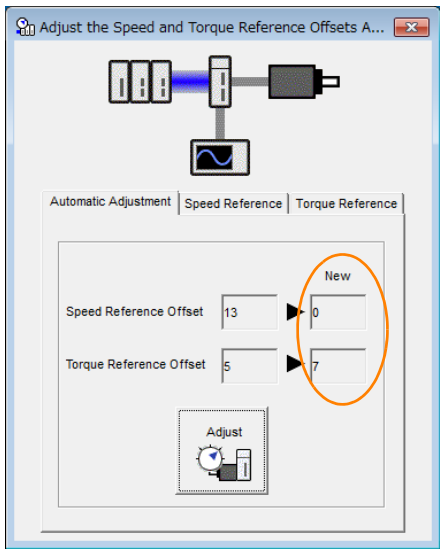 Adjust the Speed and Torque Reference Offsets A...
Automatic Adjustment Speed Reference Torque Reference
New
Speed Reference Offset 13 0
Torque Reference Offset 5 7
Adjust